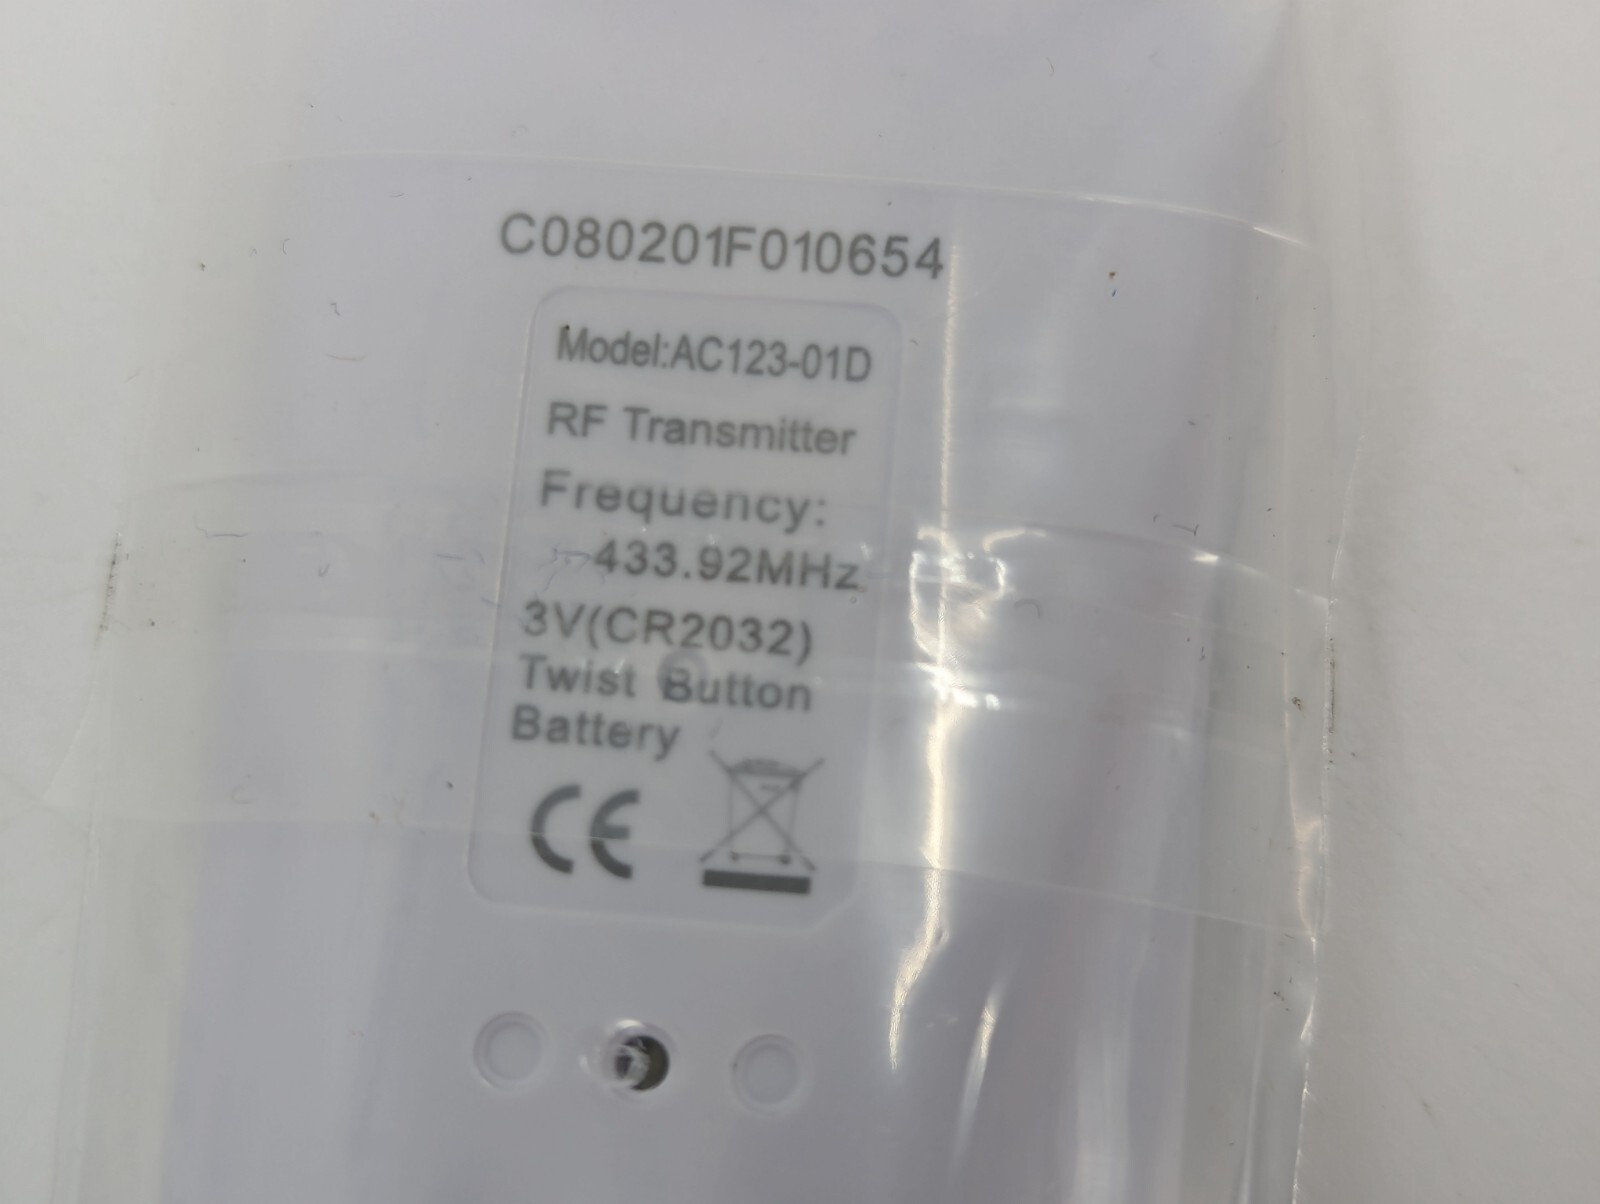 C080201F010654
Model:AC123-01D
RF Transmitter
Frequency:
433.92MHz
3V(CR2032)
Twist Button
Battery
CE